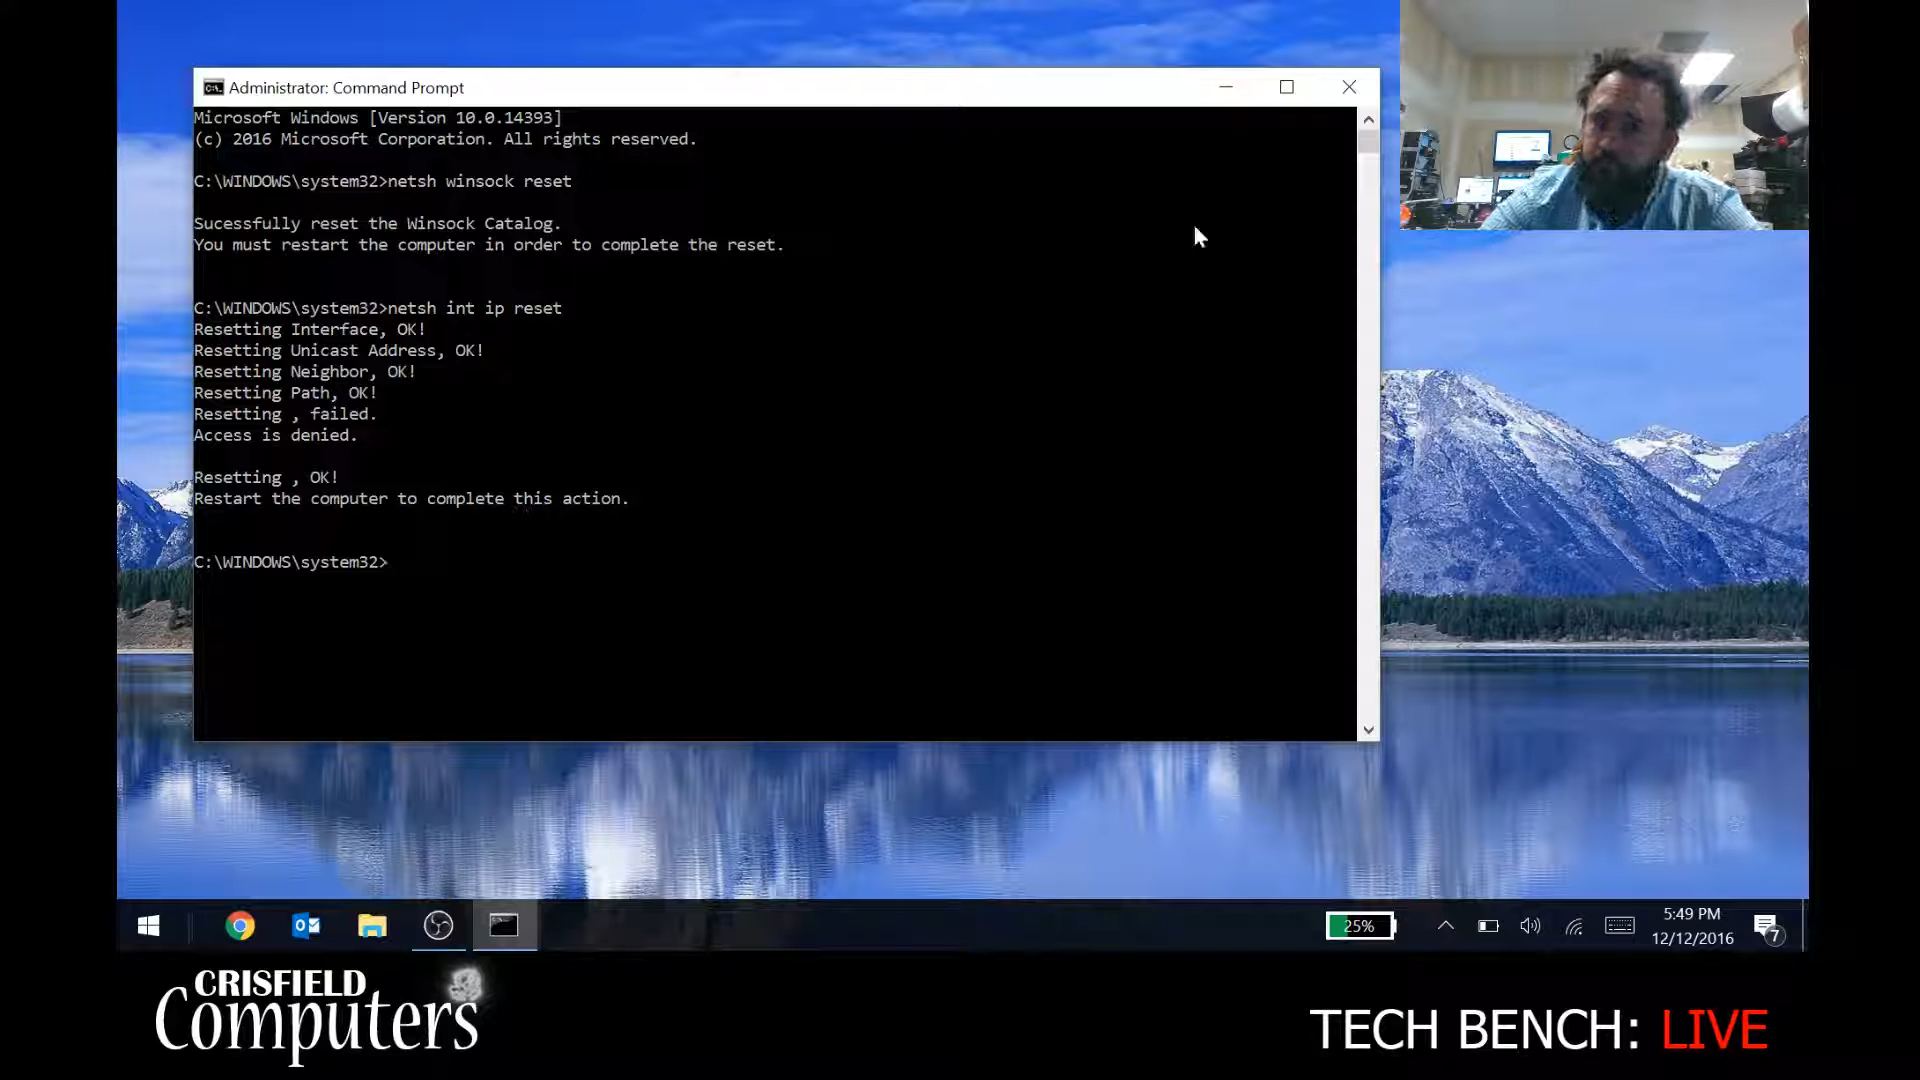 Administrator: Command Prompt
Microsoft Windows [Version 10.0.14393]
(c) 2016 Microsoft Corporation. All rights reserved.
C:\WINDOWS\system32>netsh winsock reset
Sucessfully reset the Winsock Catalog.
You must restart the computer in order to complete the reset.
C:\WINDOWS\system32>netsh int ip reset
Resetting Interface, OK!
Resetting Unicast Address, OK!
Resetting Neighbor, OK!
Resetting Path, OK!
Resetting , failed.
Access is denied.
Resetting , OK!
Restart the computer to complete this action.
C:\WINDOWS\system32>
25%
5:49 PM
12/12/2016
7
CRISFIELD
Computers
TECH BENCH: LIVE